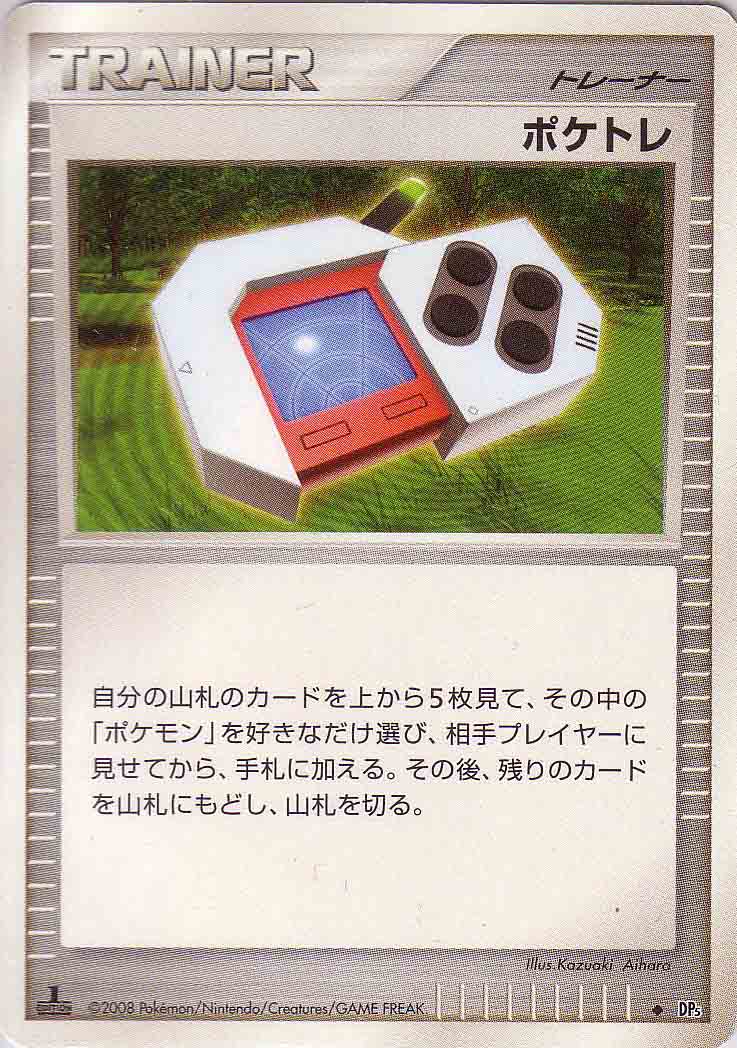 TRAINER
トレーナー
ポケトレ
自分の山札のカードを上から5枚見て、その中の
「ポケモン」を好きなだけ選び、相手プレイヤーに
見せてから、手札に加える。その後、残りのカード
を山札にもどし、山札を切る。
Illus.Kazuaki Aihara
1 EDITION ©2008 Pokémon/Nintendo/Creatures/GAME FREAK ◆ DP5